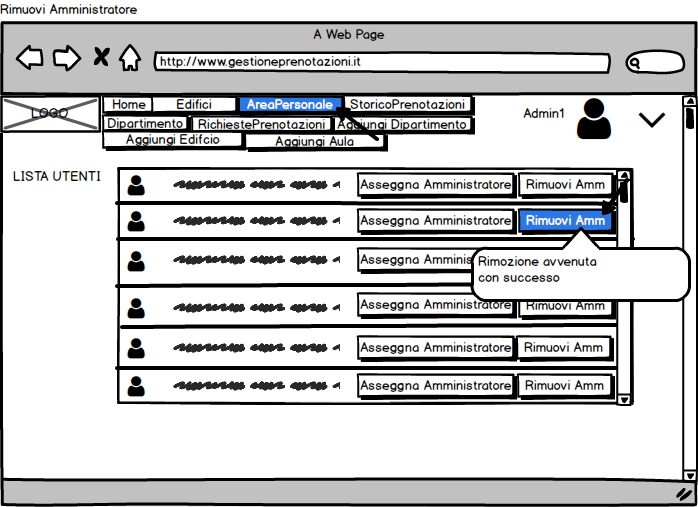 Rimuovi Amministratore
A Web Page
http://www.gestioneprenotazioni.it
LOGO
Home Edifici AreaPersonale StoricoPrenotazioni
Admin1
Dipartimento RichiestePrenotazioni Aggiungi Dipartimento
Aggiungi Edifcio Aggiungi Aula
LISTA UTENTI
Asseggna Amministratore Rimuovi Amm
Asseggna Amministratore Rimuovi Amm
Asseggna Amminis
Rimozione avvenuta
con successo
Asseggna Amministratore Rimuovi Amm
Asseggna Amministratore Rimuovi Amm
Asseggna Amministratore Rimuovi Amm